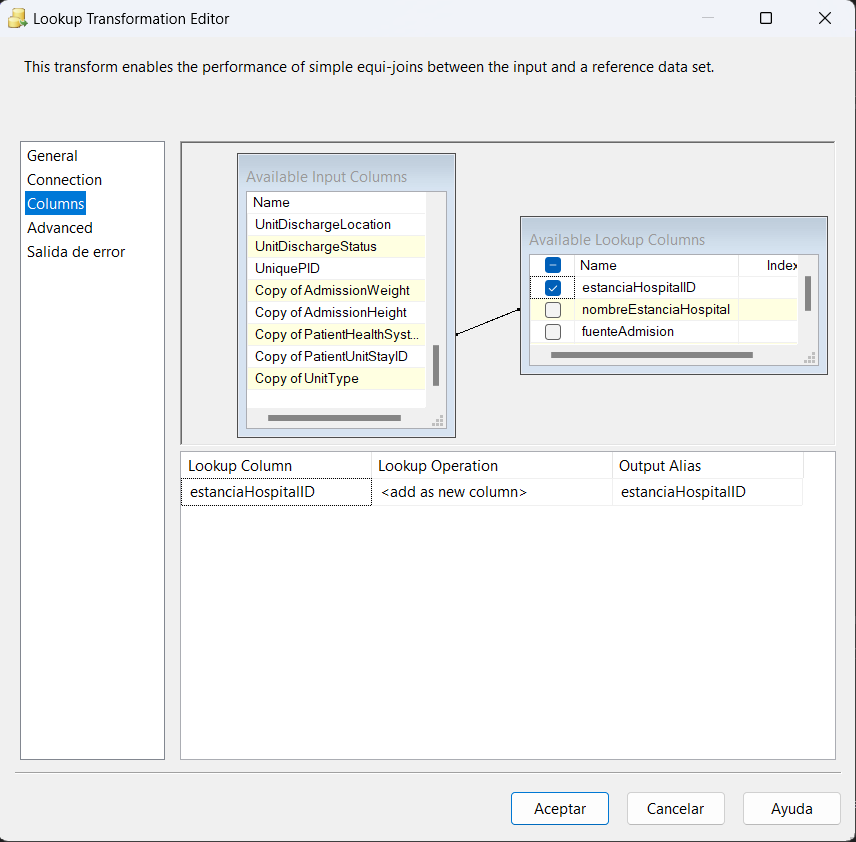 Lookup Transformation Editor
This transform enables the performance of simple equi-joins between the input and a reference data set.
General
Connection
Columns
Advanced
Salida de error
Available Input Columns
Name
UnitDischargeLocation
UnitDischargeStatus
UniquePID
Copy of AdmissionWeight
Copy of AdmissionHeight
Copy of PatientHealthSyst...
Copy of PatientUnitStayID
Copy of UnitType
Available Lookup Columns
Name Index
estanciaHospitalID
nombreEstanciaHospital
fuenteAdmision
Lookup Column Lookup Operation Output Alias
estanciaHospitalID <add as new column> estanciaHospitalID
Aceptar Cancelar Ayuda